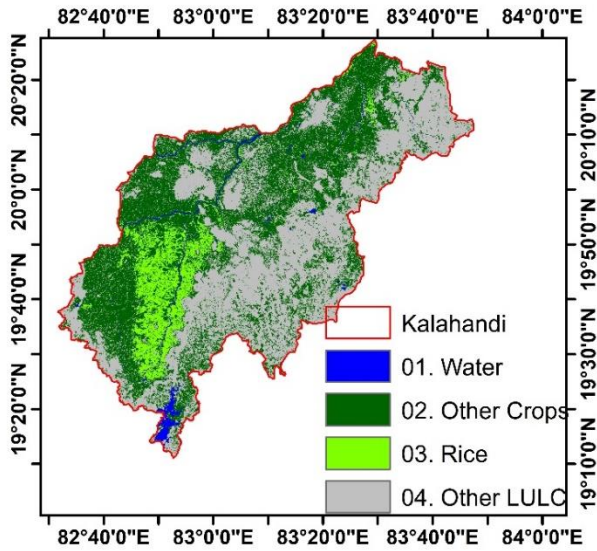 82°40'0"E 83°0'0"E 83°20'0"E 83°40'0"E 84°0'0"E
20°20'0"N
20°10'0"N
20°0'0"N
19°50'0"N
19°40'0"N
19°30'0"N
19°20'0"N
19°10'0"N
Kalahandi
01. Water
02. Other Crops
03. Rice
04. Other LULC
82°40'0"E 83°0'0"E 83°20'0"E 83°40'0"E 84°0'0"E